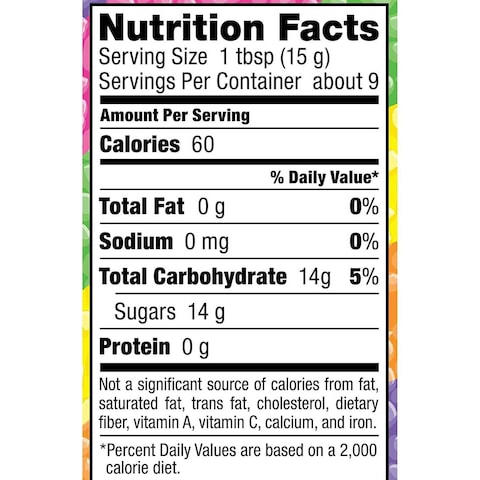 Nutrition Facts
Serving Size 1 tbsp (15 g)
Servings Per Container about 9
Amount Per Serving
Calories 60
% Daily Value*
Total Fat 0 g 0%
Sodium 0 mg 0%
Total Carbohydrate 14g 5%
Sugars 14 g
Protein 0 g
Not a significant source of calories from fat,
saturated fat, trans fat, cholesterol, dietary
fiber, vitamin A, vitamin C, calcium, and iron.
*Percent Daily Values are based on a 2,000
calorie diet.